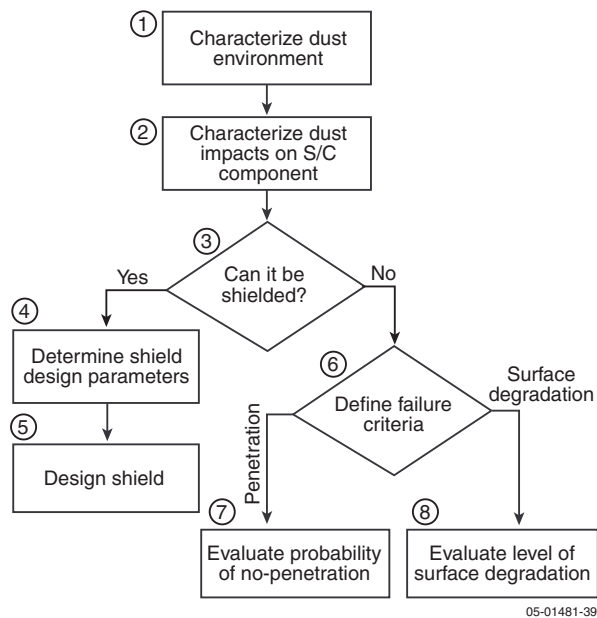 1
Characterize dust
environment
2
Characterize dust
impacts on S/C
component
3
Can it be
shielded?
Yes
No
4
Determine shield
design parameters
5
Design shield
6
Define failure
criteria
Penetration
Surface
degradation
7
Evaluate probability
of no-penetration
8
Evaluate level of
surface degradation
05-01481-39